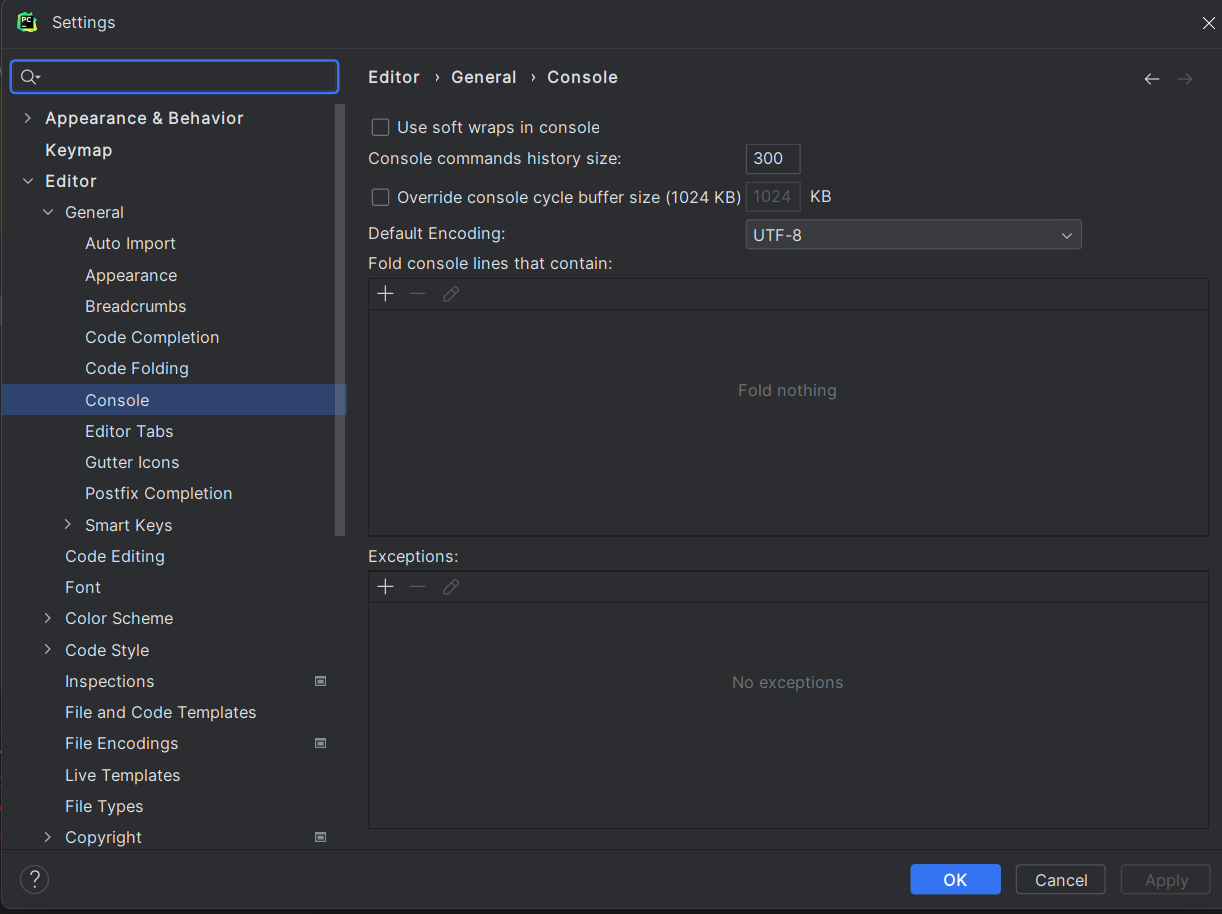 PC
Settings
Appearance & Behavior
Keymap
Editor
General
Auto Import
Appearance
Breadcrumbs
Code Completion
Code Folding
Console
Editor Tabs
Gutter Icons
Postfix Completion
Smart Keys
Code Editing
Font
Color Scheme
Code Style
Inspections
File and Code Templates
File Encodings
Live Templates
File Types
Copyright
Editor › General › Console
Use soft wraps in console
Console commands history size: 300
Override console cycle buffer size (1024 KB) 1024 KB
Default Encoding: UTF-8
Fold console lines that contain:
Fold nothing
Exceptions:
No exceptions
?
OK Cancel Apply